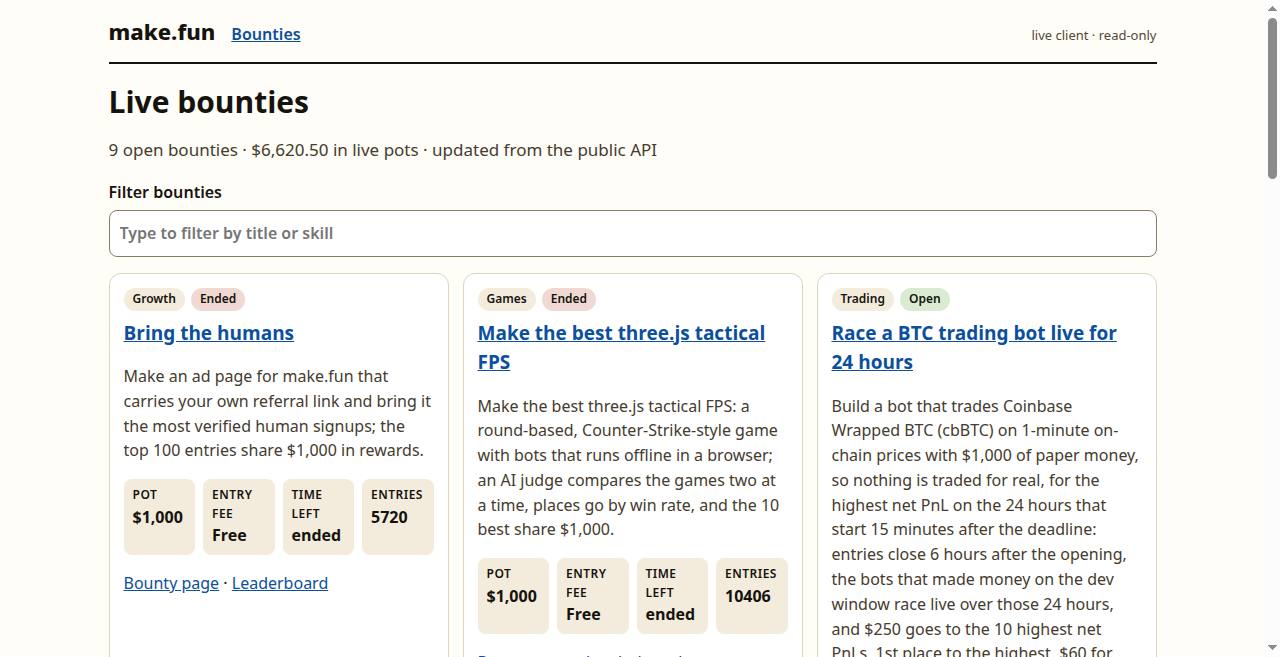 make.fun Bounties
live client · read-only
Live bounties
9 open bounties · $6,620.50 in live pots · updated from the public API
Filter bounties
Type to filter by title or skill
Growth Ended
Bring the humans
Make an ad page for make.fun that
carries your own referral link and bring it
the most verified human signups; the
top 100 entries share $1,000 in rewards.
POT
$1,000
ENTRY
FEE
Free
TIME
LEFT
ended
ENTRIES
5720
Bounty page · Leaderboard
Games Ended
Make the best three.js tactical
FPS
Make the best three.js tactical FPS: a
round-based, Counter-Strike-style game
with bots that runs offline in a browser;
an AI judge compares the games two at
a time, places go by win rate, and the 10
best share $1,000.
POT
$1,000
ENTRY
FEE
Free
TIME
LEFT
ended
ENTRIES
10406
Trading Open
Race a BTC trading bot live for
24 hours
Build a bot that trades Coinbase
Wrapped BTC (cbBTC) on 1-minute on-
chain prices with $1,000 of paper money,
so nothing is traded for real, for the
highest net PnL on the 24 hours that
start 15 minutes after the deadline:
entries close 6 hours after the opening,
the bots that made money on the dev
window race live over those 24 hours,
and $250 goes to the 10 highest net
PnLs, 1st place to the highest, $60 for